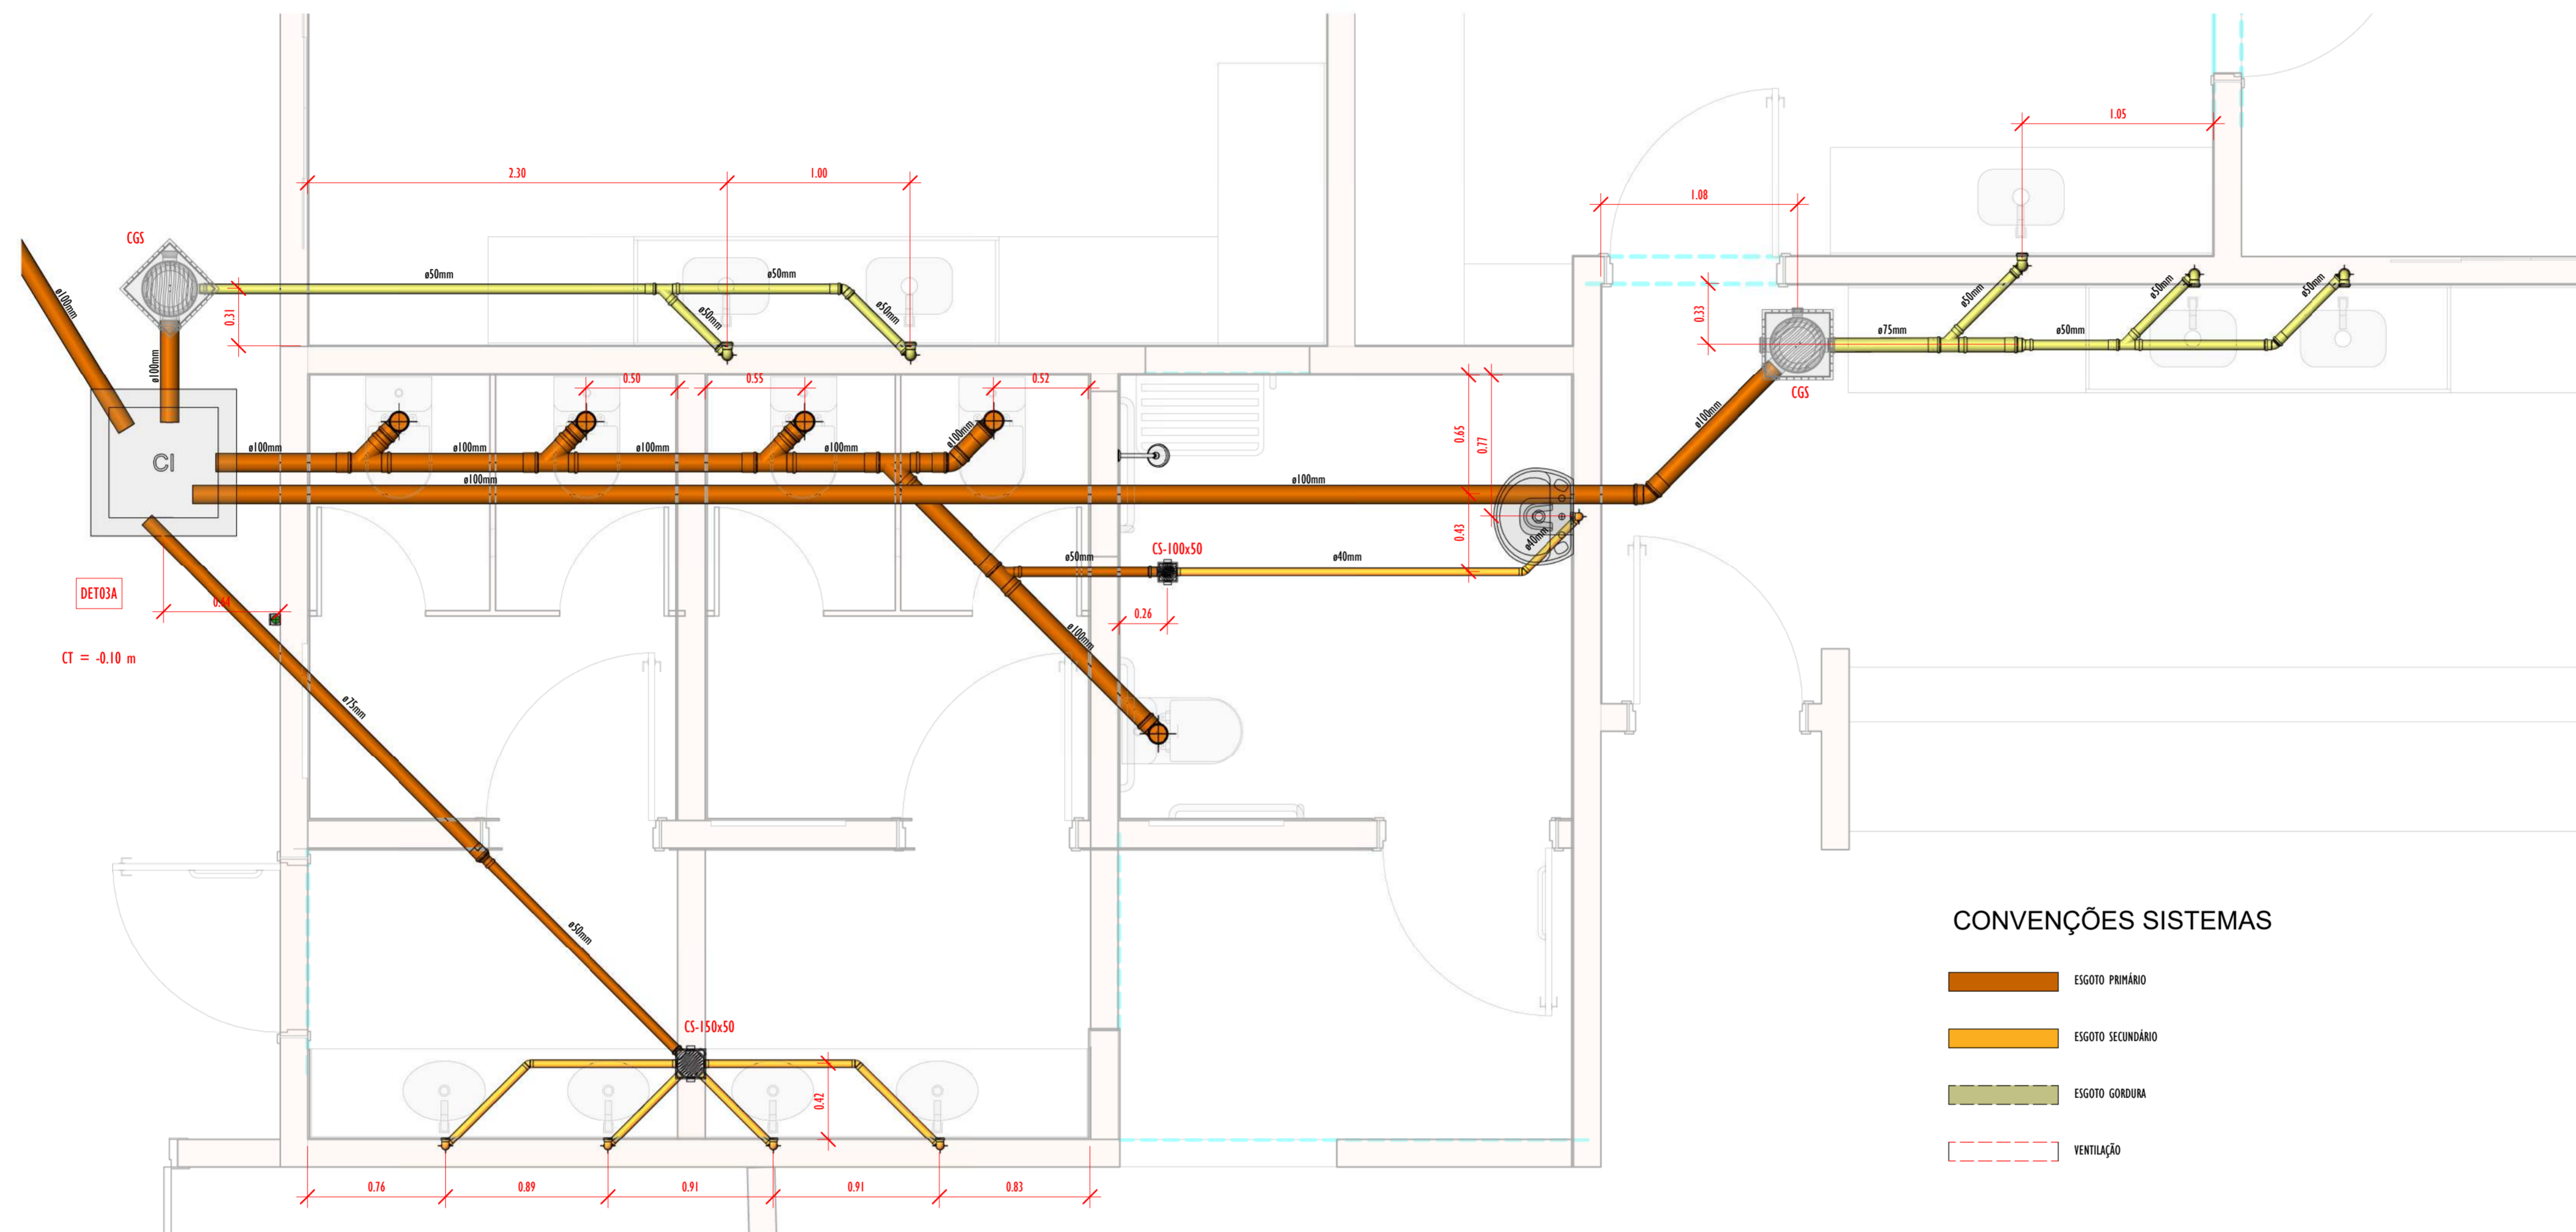 1.05
2.30
1.00
1.08
CGS
ø50mm
ø50mm
ø50mm
ø50mm
0.31
ø100mm
ø100mm
0.33
ø75mm
ø50mm
ø50mm
ø50mm
ø50mm
CGS
0.50
0.55
0.52
ø100mm
CI
ø100mm
ø100mm
ø100mm
ø100mm
ø100mm
ø100mm
ø100mm
0.65
0.77
0.43
ø40mm
ø50mm
CS-100x50
ø40mm
0.26
DET03A
0.64
CT = -0.10 m
ø100mm
ø75mm
ø50mm
CS-150x50
0.42
0.76
0.89
0.91
0.91
0.83
CONVENÇÕES SISTEMAS
ESGOTO PRIMÁRIO
ESGOTO SECUNDÁRIO
ESGOTO GORDURA
VENTILAÇÃO